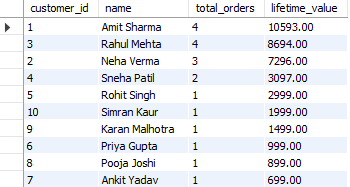 customer_id name total_orders lifetime_value
1 Amit Sharma 4 10593.00
3 Rahul Mehta 4 8694.00
2 Neha Verma 3 7296.00
4 Sneha Patil 2 3097.00
5 Rohit Singh 1 2999.00
10 Simran Kaur 1 1999.00
9 Karan Malhotra 1 1499.00
6 Priya Gupta 1 999.00
8 Pooja Joshi 1 899.00
7 Ankit Yadav 1 699.00